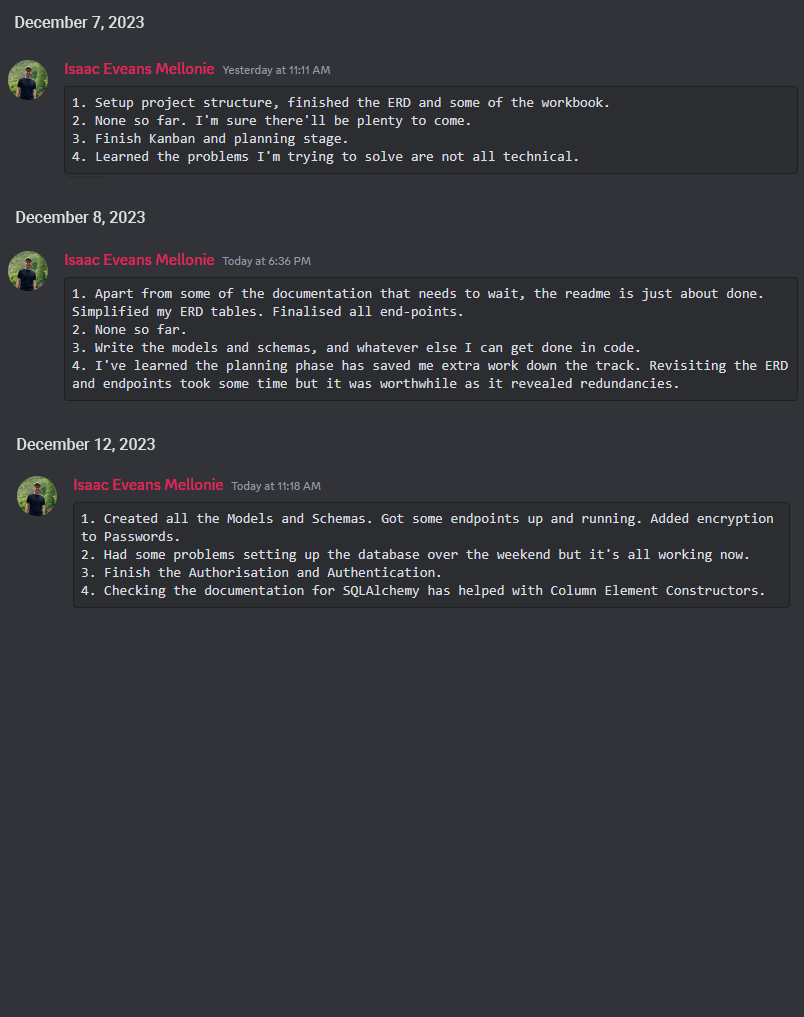 December 7, 2023
Isaac Eveans Mellonie Yesterday at 11:11 AM
1. Setup project structure, finished the ERD and some of the workbook.
2. None so far. I'm sure there'll be plenty to come.
3. Finish Kanban and planning stage.
4. Learned the problems I'm trying to solve are not all technical.
December 8, 2023
Isaac Eveans Mellonie Today at 6:36 PM
1. Apart from some of the documentation that needs to wait, the readme is just about done.
Simplified my ERD tables. Finalised all end-points.
2. None so far.
3. Write the models and schemas, and whatever else I can get done in code.
4. I've learned the planning phase has saved me extra work down the track. Revisiting the ERD
and endpoints took some time but it was worthwhile as it revealed redundancies.
December 12, 2023
Isaac Eveans Mellonie Today at 11:18 AM
1. Created all the Models and Schemas. Got some endpoints up and running. Added encryption
to Passwords.
2. Had some problems setting up the database over the weekend but it's all working now.
3. Finish the Authorisation and Authentication.
4. Checking the documentation for SQLAlchemy has helped with Column Element Constructors.